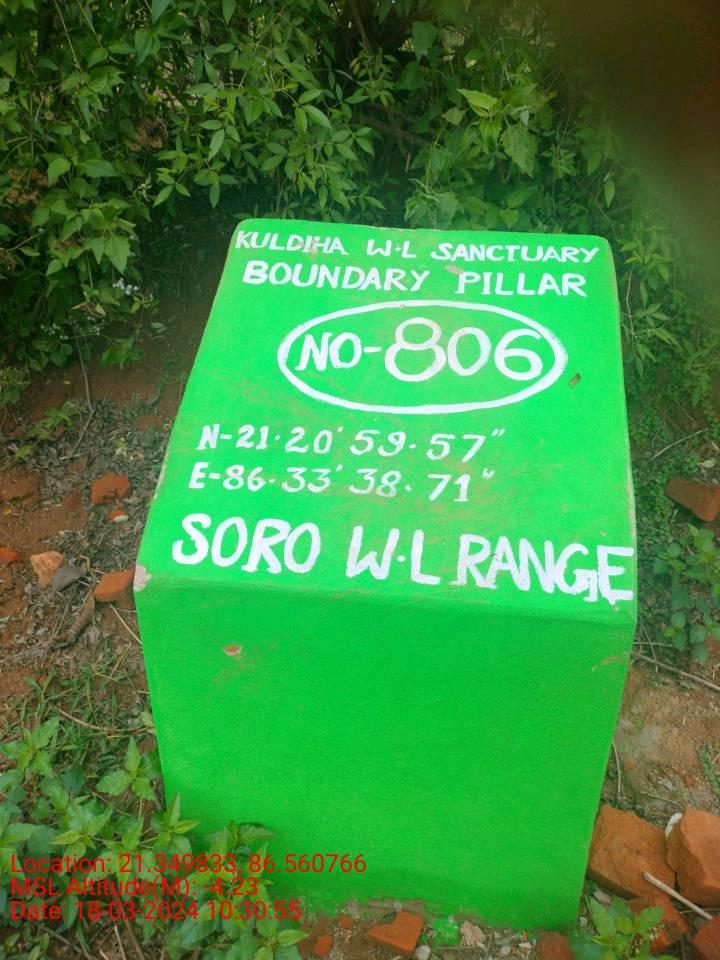 KULDIHA W.L SANCTUARY
BOUNDARY PILLAR
NO-806
N-21·20' 59·57"
E-86·33' 38·71"
SORO W.L RANGE
Location: 21.349833, 86.560766
MSL Altitude(M): -4.23
Date: 18-03-2024 10:30:55